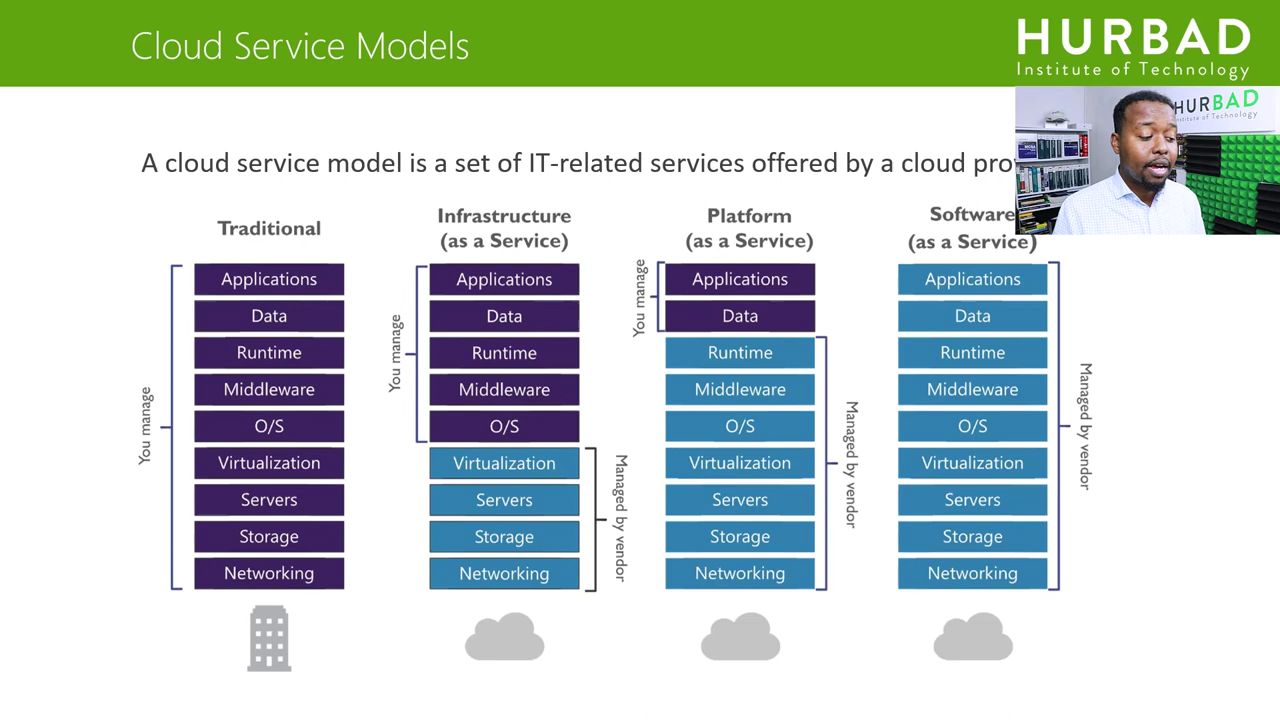 Cloud Service Models
HURBAD
Institute of Technology
HURBAD
Institute of Technology
A cloud service model is a set of IT-related services offered by a cloud
Traditional
Applications
Data
Runtime
Middleware
O/S
Virtualization
Servers
Storage
Networking
You manage
Infrastructure
(as a Service)
Applications
Data
Runtime
Middleware
O/S
Virtualization
Servers
Storage
Networking
You manage
Managed by vendor
Platform
(as a Service)
Applications
Data
Runtime
Middleware
O/S
Virtualization
Servers
Storage
Networking
You manage
Managed by vendor
Software
(as a Service)
Applications
Data
Runtime
Middleware
O/S
Virtualization
Servers
Storage
Networking
Managed by vendor